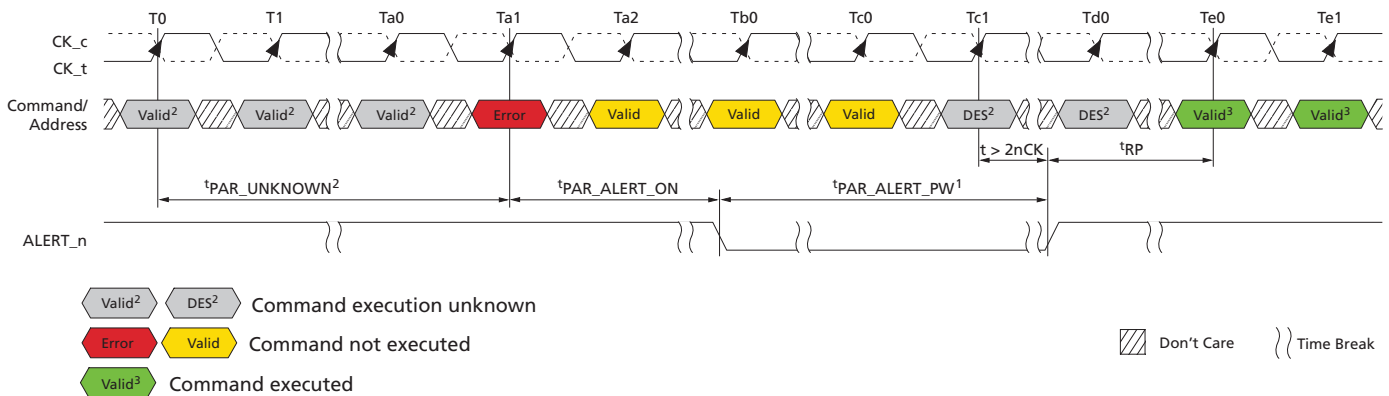 T0 T1 Ta0 Ta1 Ta2 Tb0 Tc0 Tc1 Td0 Te0 Te1
CK_c
CK_t
Command/
Address
Valid² Valid² Valid² Error Valid Valid Valid DES² DES² Valid³ Valid³
t > 2nCK tRP
tPAR_UNKNOWN² tPAR_ALERT_ON tPAR_ALERT_PW¹
ALERT_n
Valid² DES² Command execution unknown
Error Valid Command not executed
Don't Care Time Break
Valid³ Command executed